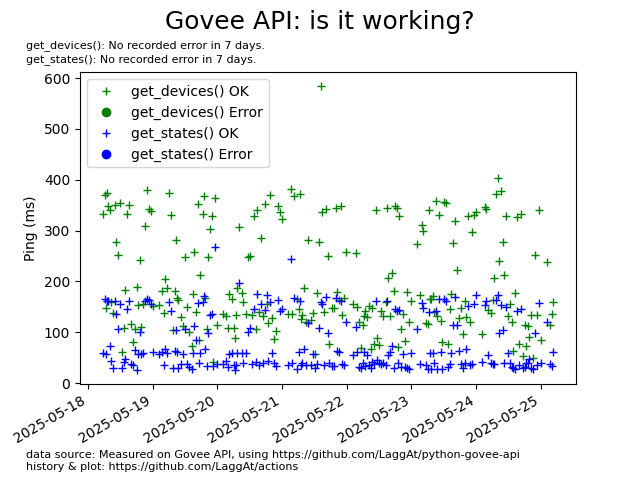 Govee API: is it working?
get_devices(): No recorded error in 7 days.
get_states(): No recorded error in 7 days.
600
500
400
300
200
100
0
Ping (ms)
get_devices() OK
get_devices() Error
get_states() OK
get_states() Error
2025-05-18
2025-05-19
2025-05-20
2025-05-21
2025-05-22
2025-05-23
2025-05-24
2025-05-25
data source: Measured on Govee API, using https://github.com/LaggAt/python-govee-api
history & plot: https://github.com/LaggAt/actions